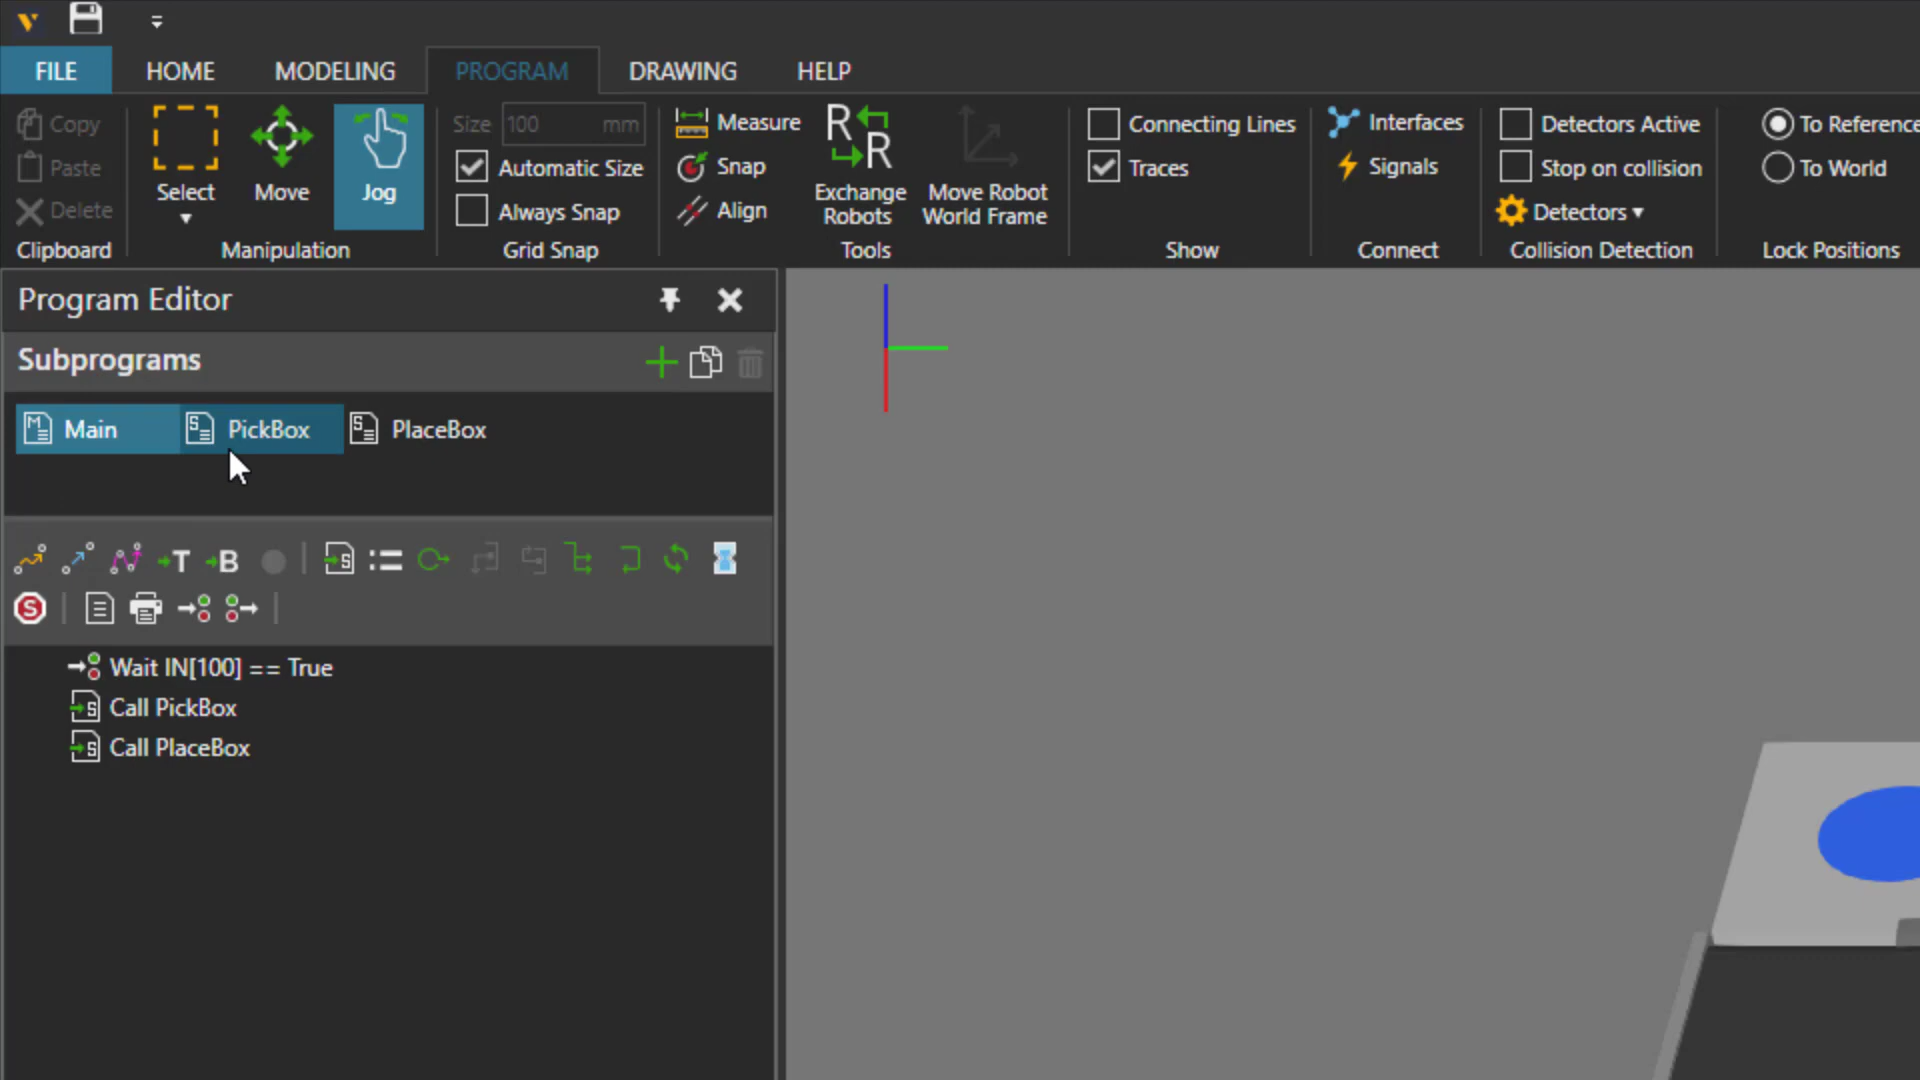 FILE HOME MODELING PROGRAM DRAWING HELP
Copy
Paste
Delete
Clipboard
Select Move Jog
Manipulation
Size 100 mm
Automatic Size
Always Snap
Grid Snap
Measure
Snap
Align
Exchange Robots
Move Robot World Frame
Tools
Connecting Lines
Traces
Show
Interfaces
Signals
Connect
Detectors Active
Stop on collision
Detectors
Collision Detection
To Reference
To World
Lock Positions
Program Editor
Subprograms
Main PickBox PlaceBox
T B
Wait IN[100] == True
Call PickBox
Call PlaceBox